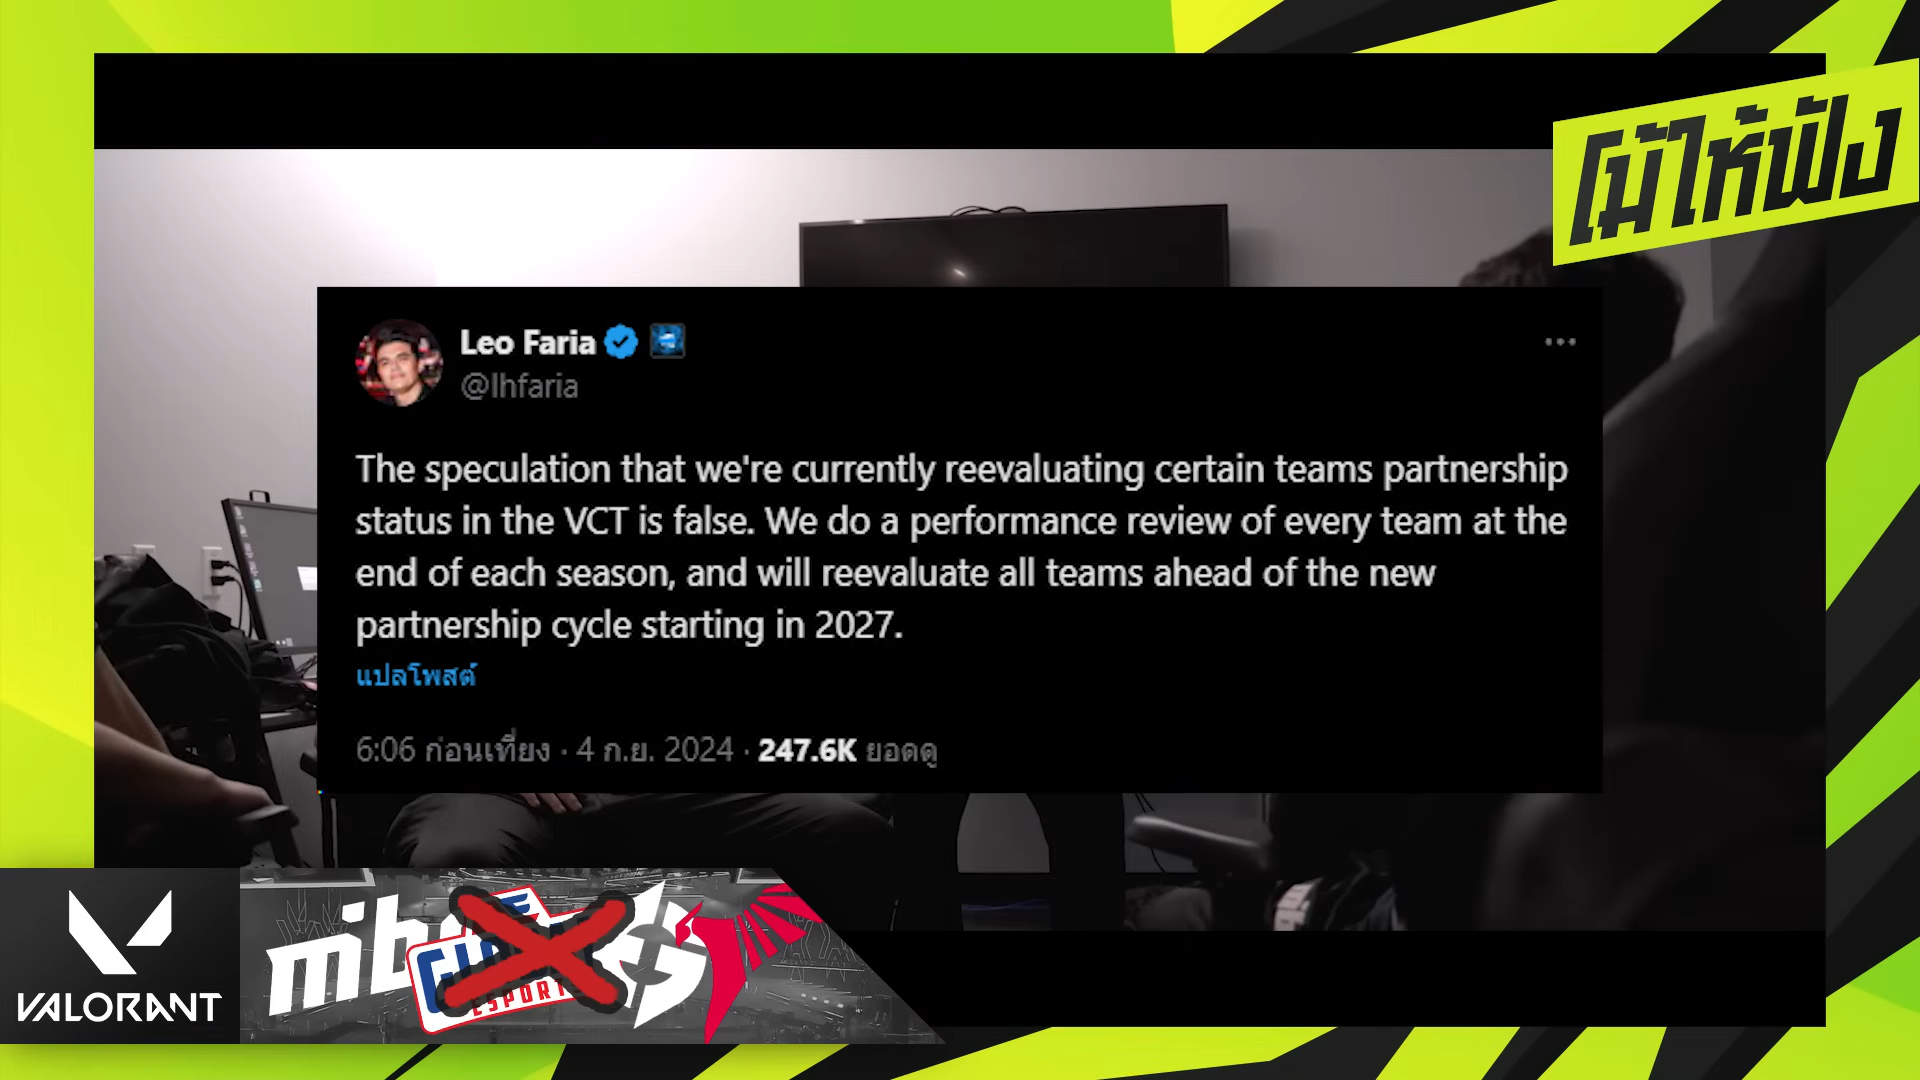 โม้ให้ฟัง
Leo Faria
@lhfaria
The speculation that we're currently reevaluating certain teams partnership
status in the VCT is false. We do a performance review of every team at the
end of each season, and will reevaluate all teams ahead of the new
partnership cycle starting in 2027.
แปลโพสต์
6:06 ก่อนเที่ยง · 4 ก.ย. 2024 · 247.6K ยอดดู
VALORANT
ESPORT